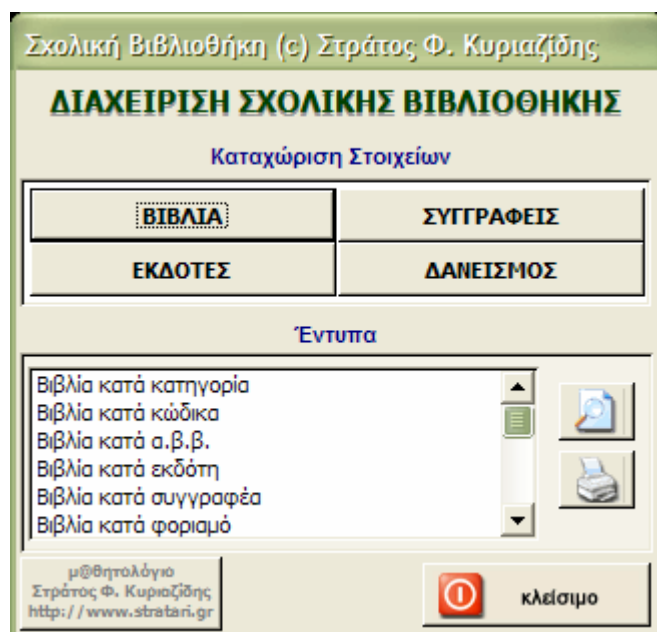 Σχολική Βιβλιοθήκη (c) Στράτος Φ. Κυριαζίδης
ΔΙΑΧΕΙΡΙΣΗ ΣΧΟΛΙΚΗΣ ΒΙΒΛΙΟΘΗΚΗΣ
Καταχώριση Στοιχείων
ΒΙΒΛΙΑ ΣΥΓΓΡΑΦΕΙΣ
ΕΚΔΟΤΕΣ ΔΑΝΕΙΣΜΟΣ
Έντυπα
Βιβλία κατά κατηγορία
Βιβλία κατά κώδικα
Βιβλία κατά α.β.β.
Βιβλία κατά εκδότη
Βιβλία κατά συγγραφέα
Βιβλία κατά φοριαμό
μ@θητολόγιο
Στράτος Φ. Κυριαζίδης
http://www.stratari.gr
κλείσιμο